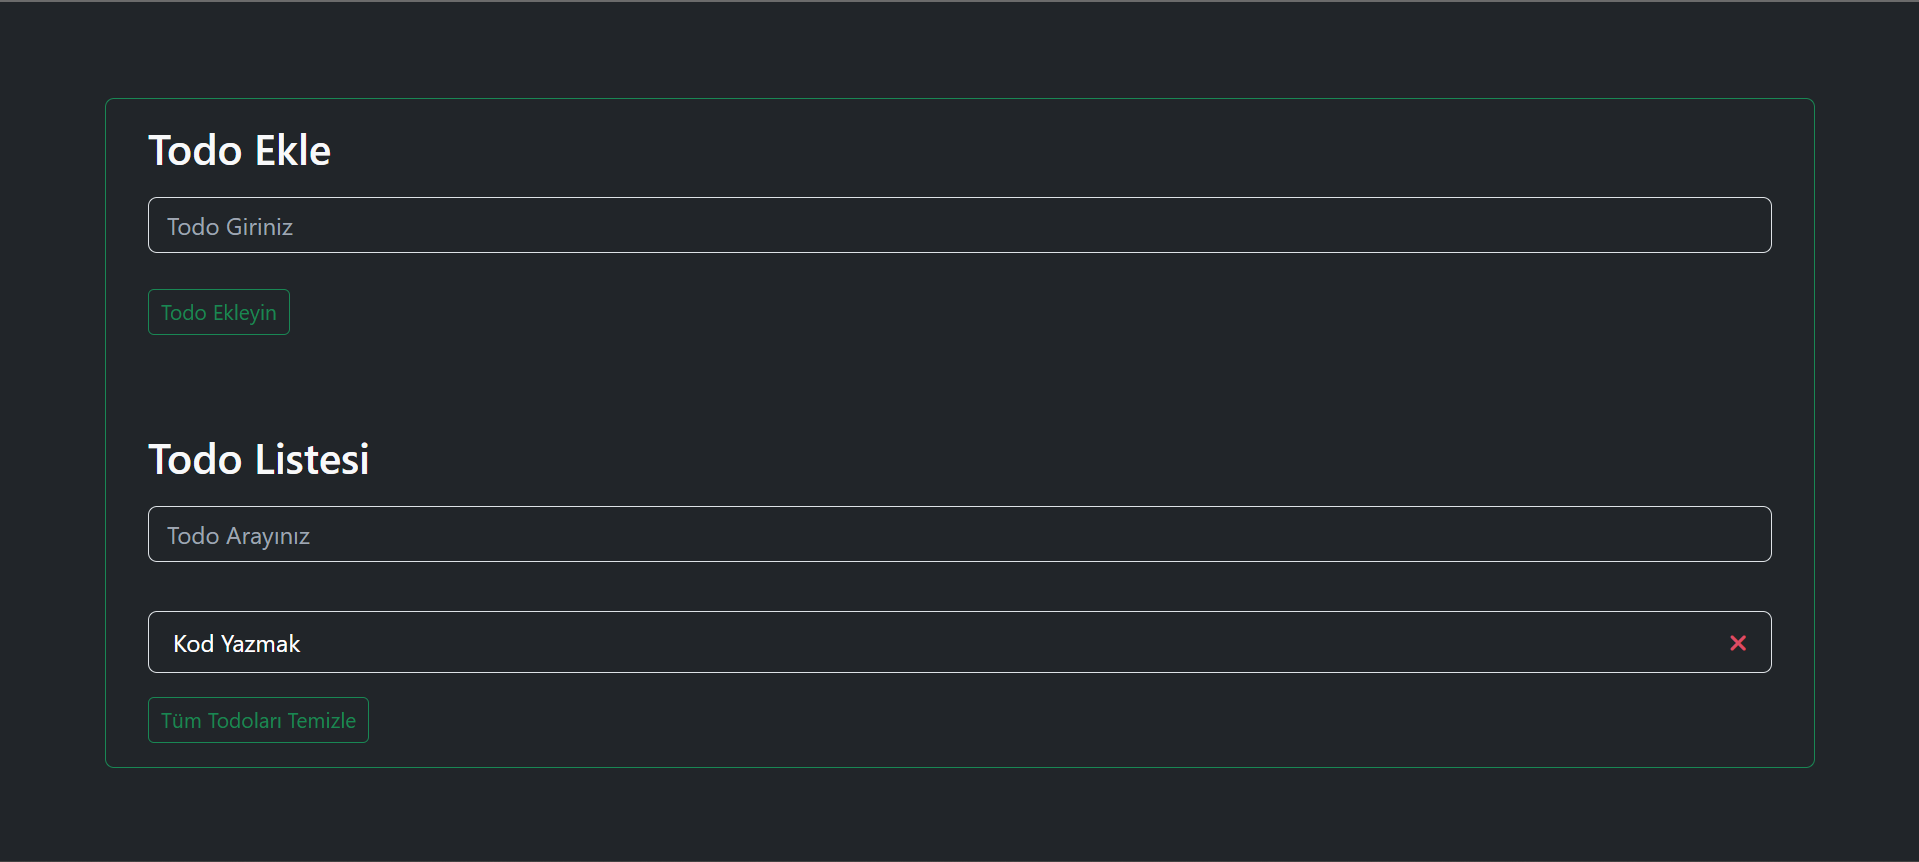 Todo Ekle
Todo Giriniz
Todo Ekleyin
Todo Listesi
Todo Arayınız
Kod Yazmak
Tüm Todoları Temizle